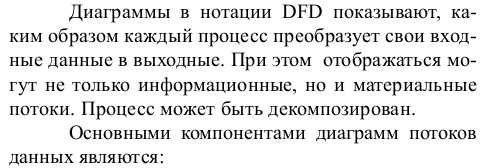 Диаграммы в нотации DFD показывают, ка-
ким образом каждый процесс преобразует свои вход-
ные данные в выходные. При этом отображаться мо-
гут не только информационные, но и материальные
потоки. Процесс может быть декомпозирован.
Основными компонентами диаграмм потоков
данных являются: